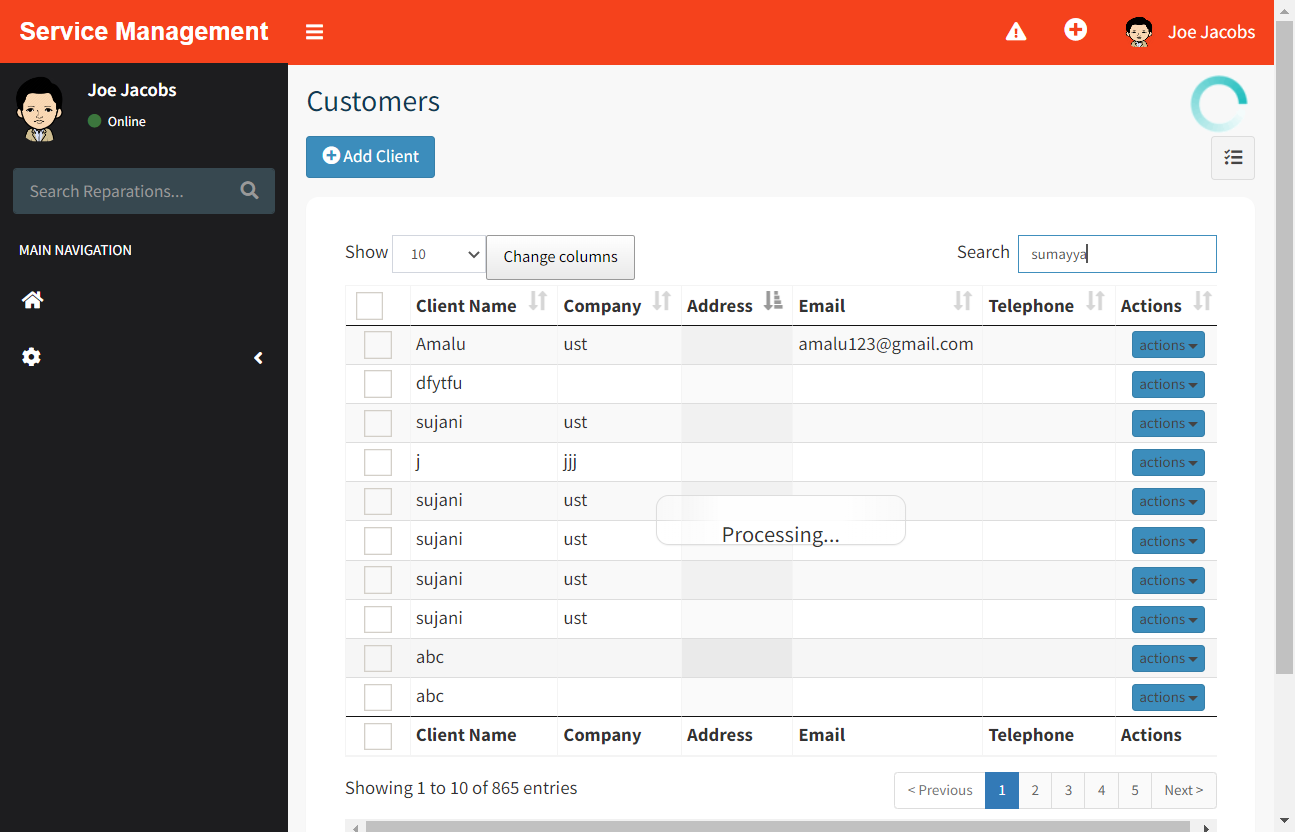 Service Management
Joe Jacobs
Joe Jacobs
Online
Search Reparations...
MAIN NAVIGATION
Customers
Add Client
Show 10 Change columns Search sumayya
Client Name Company Address Email Telephone Actions
Amalu ust amalu123@gmail.com actions
dfytfu actions
sujani ust actions
j jjj actions
sujani ust actions
Processing...
sujani ust actions
sujani ust actions
sujani ust actions
abc actions
abc actions
Client Name Company Address Email Telephone Actions
Showing 1 to 10 of 865 entries
< Previous 1 2 3 4 5 Next >